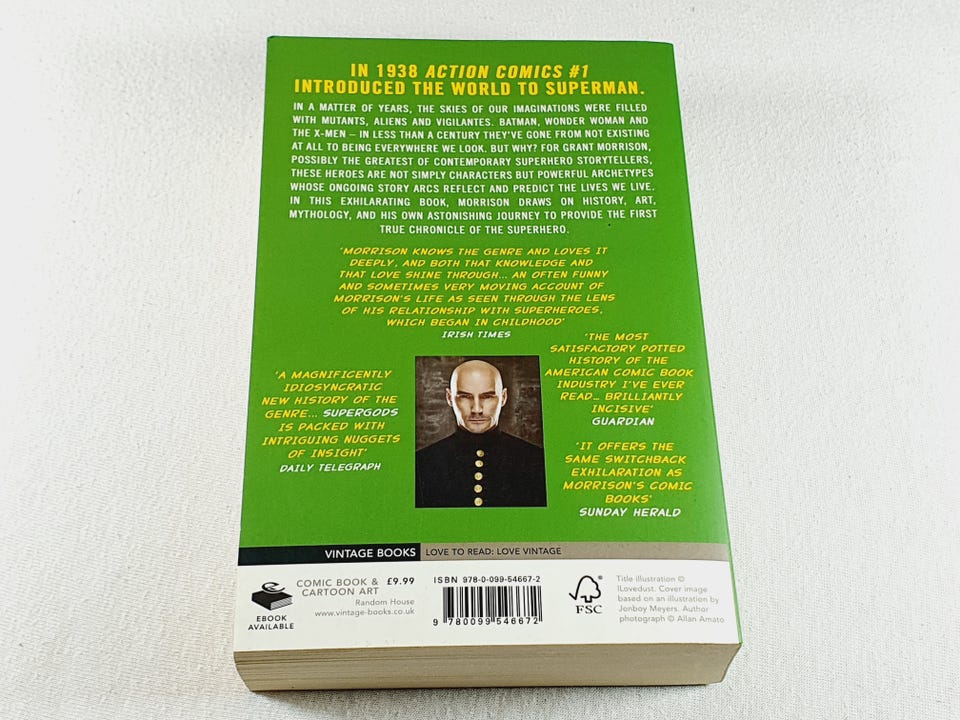 IN 1938 ACTION COMICS #1
INTRODUCED THE WORLD TO SUPERMAN.
IN A MATTER OF YEARS, THE SKIES OF OUR IMAGINATIONS WERE FILLED
WITH MUTANTS, ALIENS AND VIGILANTES. BATMAN, WONDER WOMAN AND
THE X-MEN – IN LESS THAN A CENTURY THEY'VE GONE FROM NOT EXISTING
AT ALL TO BEING EVERYWHERE WE LOOK. BUT WHY? FOR GRANT MORRISON,
POSSIBLY THE GREATEST OF CONTEMPORARY SUPERHERO STORYTELLERS,
THESE HEROES ARE NOT SIMPLY CHARACTERS BUT POWERFUL ARCHETYPES
WHOSE ONGOING STORY ARCS REFLECT AND PREDICT THE LIVES WE LIVE.
IN THIS EXHILARATING BOOK, MORRISON DRAWS ON HISTORY, ART,
MYTHOLOGY, AND HIS OWN ASTONISHING JOURNEY TO PROVIDE THE FIRST
TRUE CHRONICLE OF THE SUPERHERO.
'MORRISON KNOWS THE GENRE AND LOVES IT
DEEPLY, AND BOTH THAT KNOWLEDGE AND
THAT LOVE SHINE THROUGH... AN OFTEN FUNNY
AND SOMETIMES VERY MOVING ACCOUNT OF
MORRISON'S LIFE AS SEEN THROUGH THE LENS
OF HIS RELATIONSHIP WITH SUPERHEROES,
WHICH BEGAN IN CHILDHOOD'
IRISH TIMES
'A MAGNIFICENTLY
IDIOSYNCRATIC
NEW HISTORY OF THE
GENRE... SUPERGODS
IS PACKED WITH
INTRIGUING NUGGETS
OF INSIGHT'
DAILY TELEGRAPH
'THE MOST
SATISFACTORY POTTED
HISTORY OF THE
AMERICAN COMIC BOOK
INDUSTRY I'VE EVER
READ... BRILLIANTLY
INCISIVE'
GUARDIAN
'IT OFFERS THE
SAME SWITCHBACK
EXHILARATION AS
MORRISON'S COMIC
BOOKS'
SUNDAY HERALD
VINTAGE BOOKS LOVE TO READ: LOVE VINTAGE
EBOOK
AVAILABLE
COMIC BOOK & £9.99
CARTOON ART
Random House
www.vintage-books.co.uk
ISBN 978-0-099-54667-2
9 780099 546672
FSC
Title illustration ©
ILovedust. Cover image
based on an illustration by
Jonboy Meyers. Author
photograph © Allan Amato